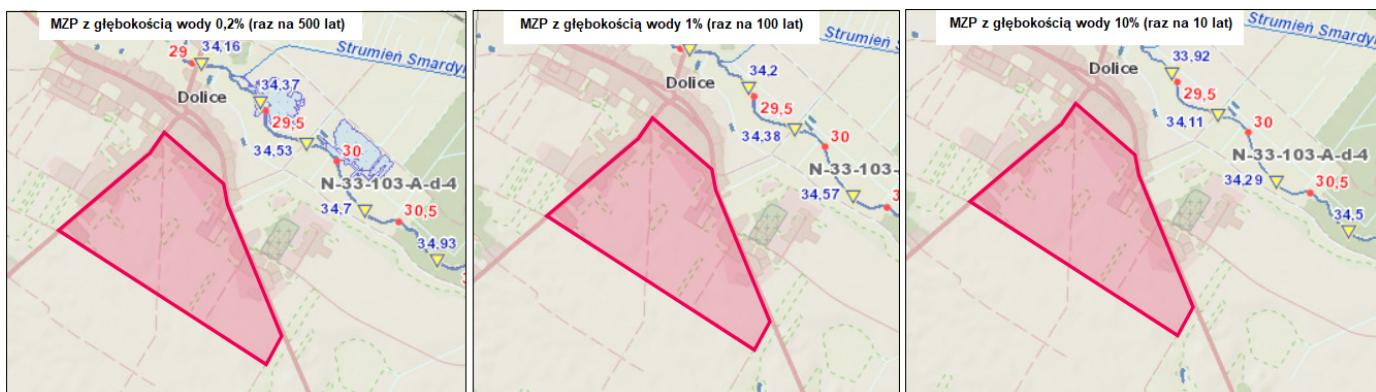 MZP z głębokością wody 0,2% (raz na 500 lat)
29
34,16
Strumień Smardy
34,37
Dolice
29,5
34,53
30
N-33-103-A-d-4
34,7
30,5
34,93
MZP z głębokością wody 1% (raz na 100 lat)
Strumień Smardyń
34,2
Dolice
29,5
34,38
30
N-33-103-A
34,57
MZP z głębokością wody 10% (raz na 10 lat)
Strumień S
33,92
Dolice
29,5
34,11
30
N-33-103-A-d-4
34,29
30,5
34,5